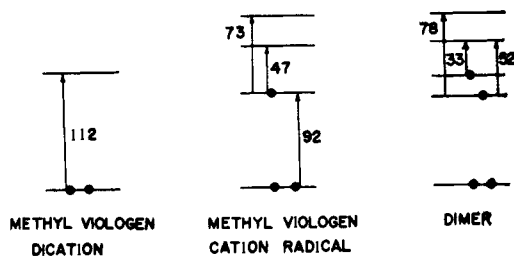 73
78
47
33
52
112
92
METHYL VIOLOGEN
DICATION
METHYL VIOLOGEN
CATION RADICAL
DIMER